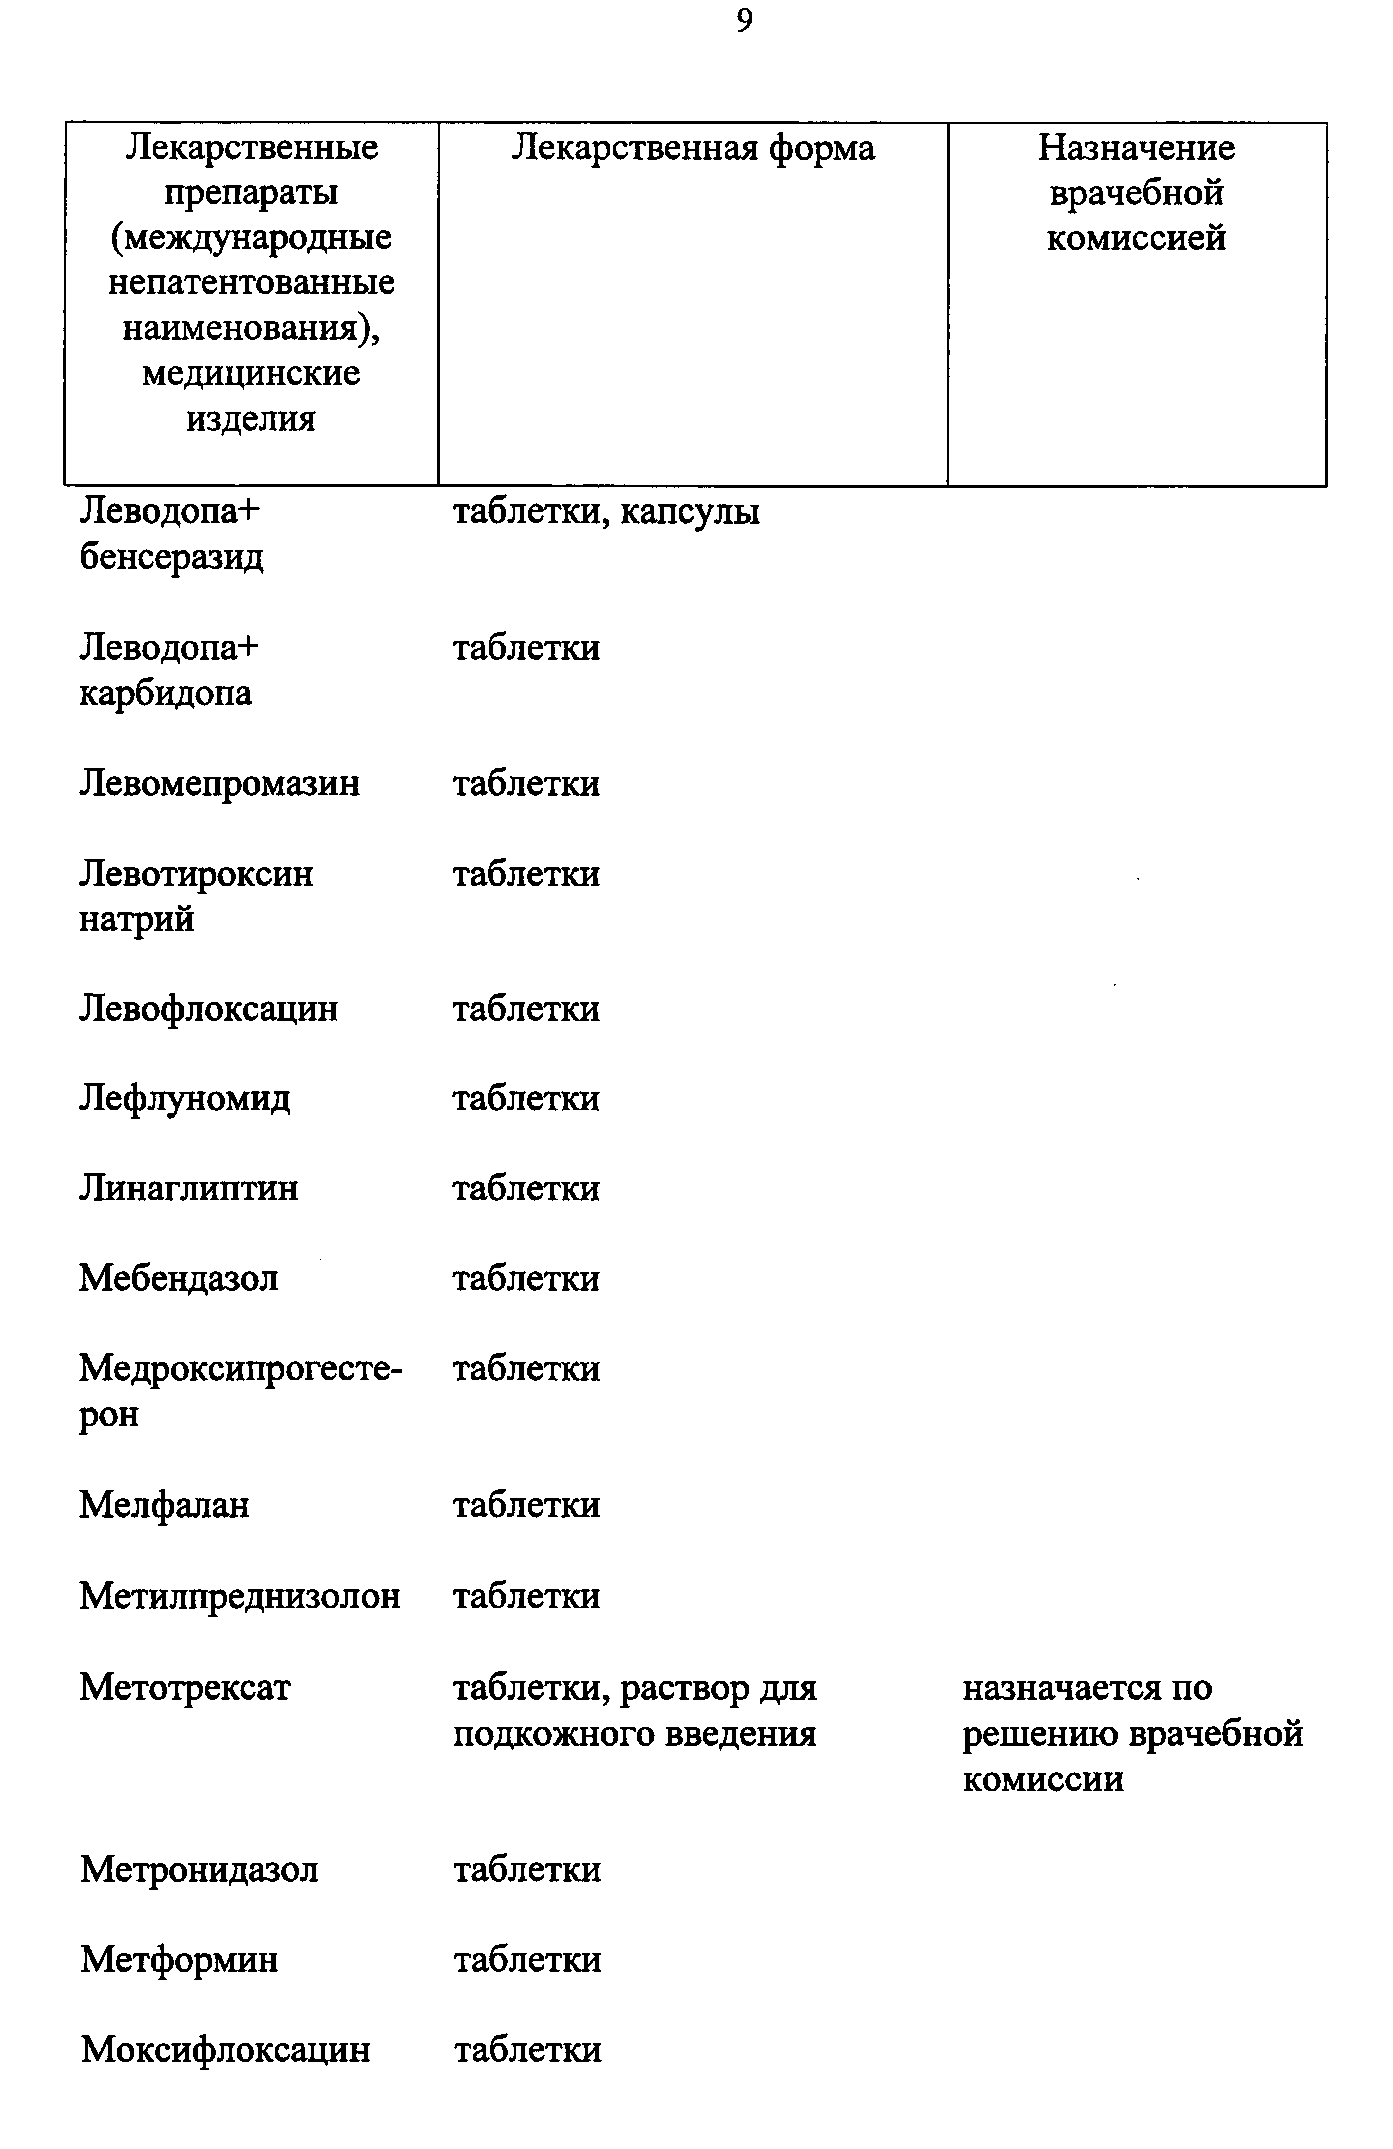 9
Лекарственные
препараты
(международные
непатентованные
наименования),
медицинские
изделия
Лекарственная форма
Назначение
врачебной
комиссией
Леводопа+
бенсеразид
таблетки, капсулы
Леводопа+
карбидопа
таблетки
Левомепромазин
таблетки
Левотироксин
натрий
таблетки
Левофлоксацин
таблетки
Лефлуномид
таблетки
Линаглиптин
таблетки
Мебендазол
таблетки
Медроксипрогесте-
рон
таблетки
Мелфалан
таблетки
Метилпреднизолон
таблетки
Метотрексат
таблетки, раствор для
подкожного введения
назначается по
решению врачебной
комиссии
Метронидазол
таблетки
Метформин
таблетки
Моксифлоксацин
таблетки